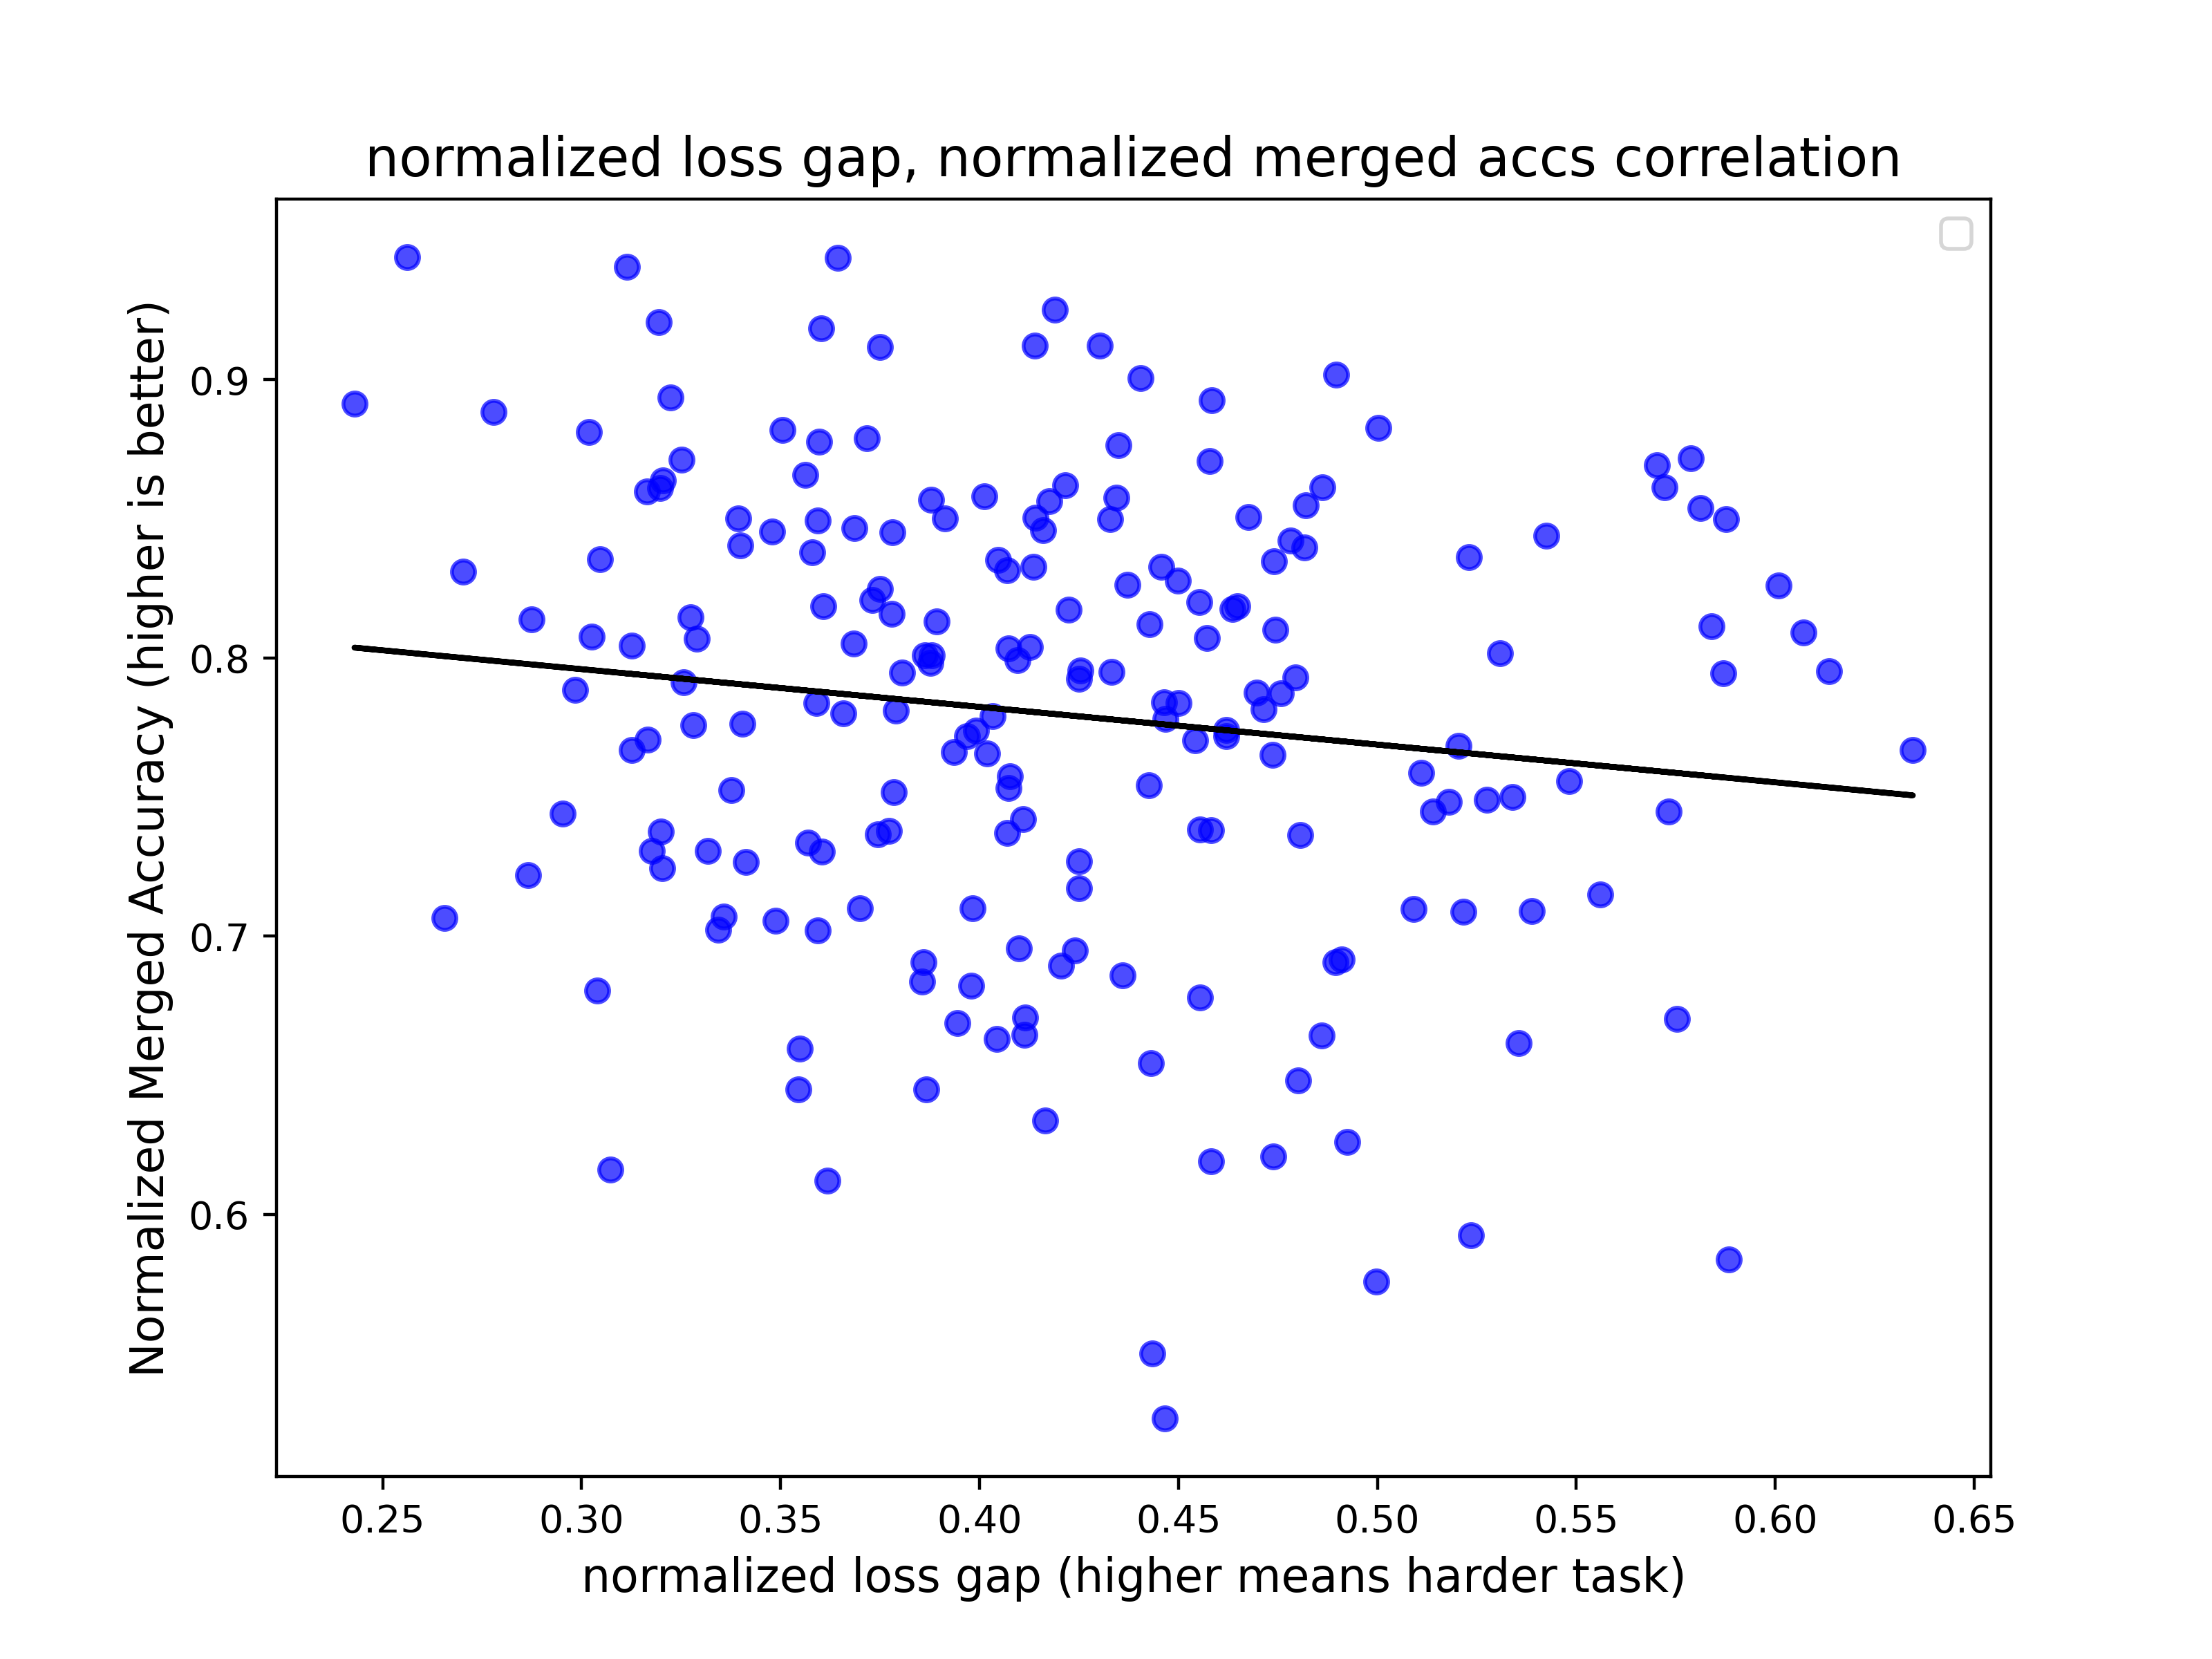 normalized loss gap, normalized merged accs correlation
Normalized Merged Accuracy (higher is better)
0.9
0.8
0.7
0.6
0.25 0.30 0.35 0.40 0.45 0.50 0.55 0.60 0.65
normalized loss gap (higher means harder task)